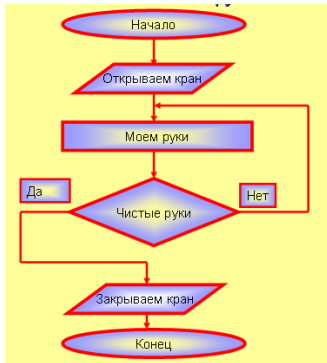 Начало
Открываем кран
Моем руки
Да
Нет
Чистые руки
Закрываем кран
Конец